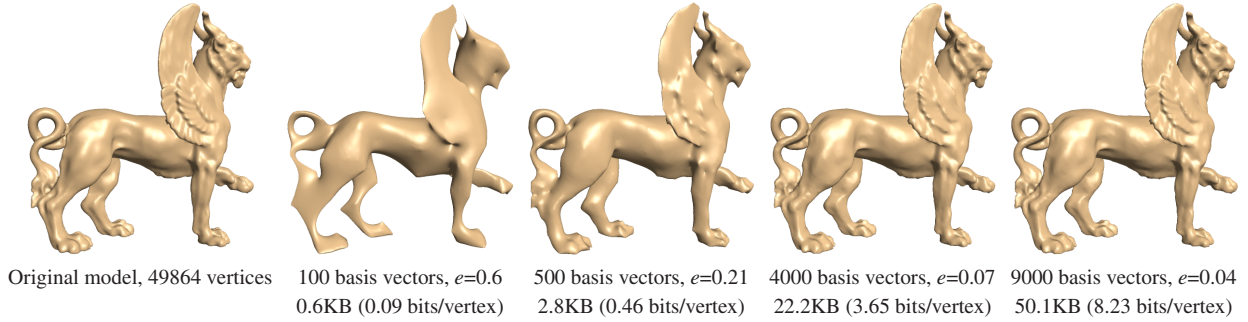 Original model, 49864 vertices
100 basis vectors, e=0.6
0.6KB (0.09 bits/vertex)
500 basis vectors, e=0.21
2.8KB (0.46 bits/vertex)
4000 basis vectors, e=0.07
22.2KB (3.65 bits/vertex)
9000 basis vectors, e=0.04
50.1KB (8.23 bits/vertex)